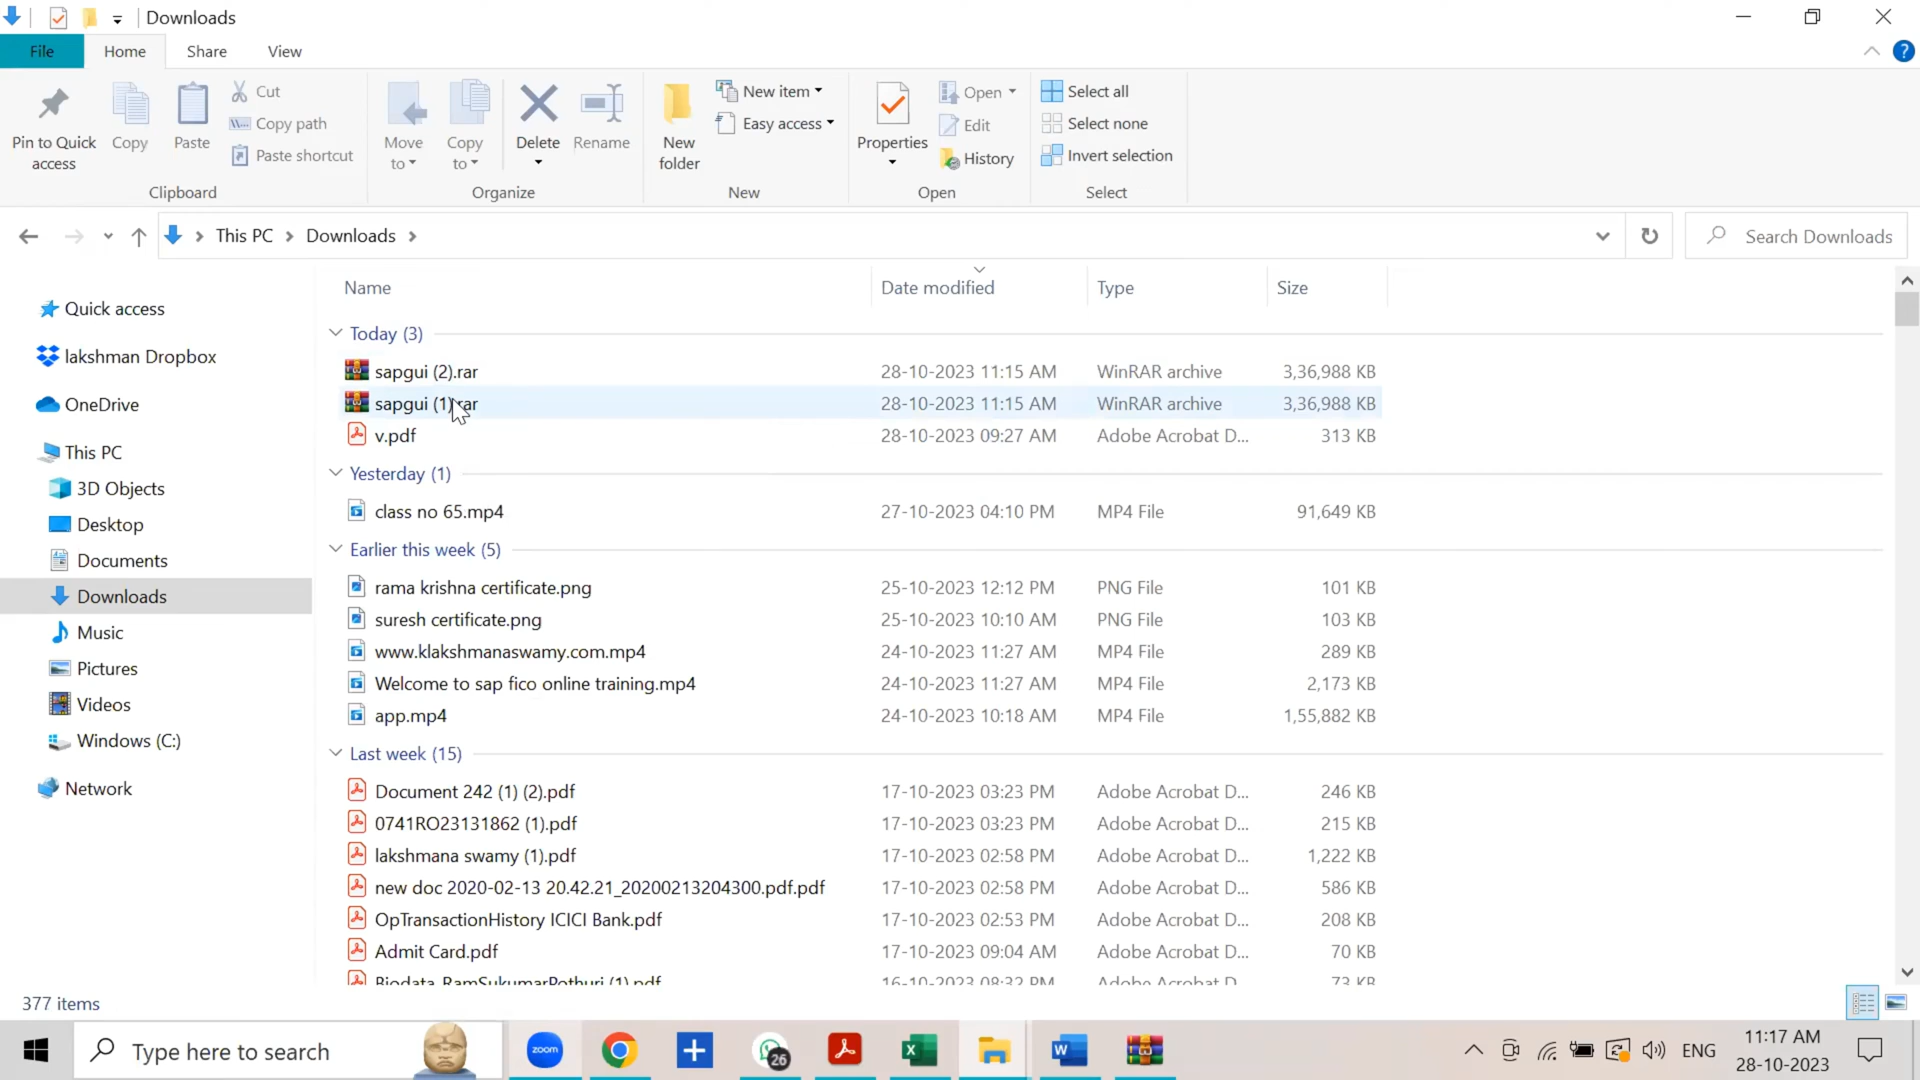 Downloads
File Home Share View
Pin to Quick access
Copy
Paste
Cut
Copy path
Paste shortcut
Clipboard
Move to
Copy to
Delete
Rename
Organize
New folder
New item
Easy access
New
Properties
Open
Edit
History
Open
Select all
Select none
Invert selection
Select
This PC Downloads
Search Downloads
Quick access
lakshman Dropbox
OneDrive
This PC
3D Objects
Desktop
Documents
Downloads
Music
Pictures
Videos
Windows (C:)
Network
Name Date modified Type Size
Today (3)
sapgui (2).rar 28-10-2023 11:15 AM WinRAR archive 3,36,988 KB
sapgui (1).rar 28-10-2023 11:15 AM WinRAR archive 3,36,988 KB
v.pdf 28-10-2023 09:27 AM Adobe Acrobat D... 313 KB
Yesterday (1)
class no 65.mp4 27-10-2023 04:10 PM MP4 File 91,649 KB
Earlier this week (5)
rama krishna certificate.png 25-10-2023 12:12 PM PNG File 101 KB
suresh certificate.png 25-10-2023 10:10 AM PNG File 103 KB
www.klakshmanaswamy.com.mp4 24-10-2023 11:27 AM MP4 File 289 KB
Welcome to sap fico online training.mp4 24-10-2023 11:27 AM MP4 File 2,173 KB
app.mp4 24-10-2023 10:18 AM MP4 File 1,55,882 KB
Last week (15)
Document 242 (1) (2).pdf 17-10-2023 03:23 PM Adobe Acrobat D... 246 KB
0741RO23131862 (1).pdf 17-10-2023 03:23 PM Adobe Acrobat D... 215 KB
lakshmana swamy (1).pdf 17-10-2023 02:58 PM Adobe Acrobat D... 1,222 KB
new doc 2020-02-13 20.42.21_20200213204300.pdf.pdf 17-10-2023 02:58 PM Adobe Acrobat D... 586 KB
OpTransactionHistory ICICI Bank.pdf 17-10-2023 02:53 PM Adobe Acrobat D... 208 KB
Admit Card.pdf 17-10-2023 09:04 AM Adobe Acrobat D... 70 KB
Biodata-RamSukumarPothuri (1).pdf 16-10-2023 08:32 PM Adobe Acrobat D... 73 KB
377 items
Type here to search
zoom
26
ENG
11:17 AM
28-10-2023